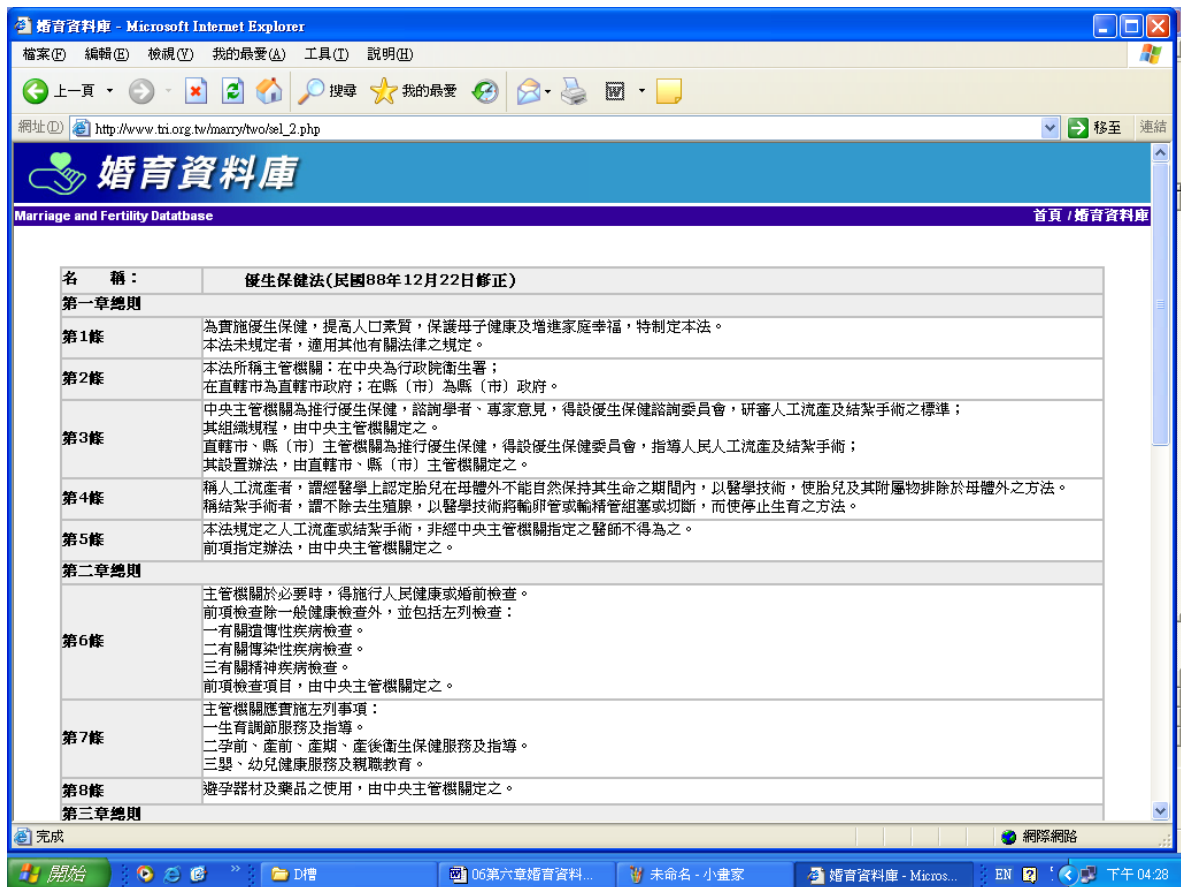 婚育資料庫 - Microsoft Internet Explorer
檔案(F) 編輯(E) 檢視(V) 我的最愛(A) 工具(T) 說明(H)
上一頁 搜尋 我的最愛
網址(D) http://www.tri.org.tw/marry/two/sel_2.php 移至 連結
婚育資料庫
Marriage and Fertility Datatbase 首頁 / 婚育資料庫
名 稱： 優生保健法(民國88年12月22日修正)
第一章總則
第1條
為實施優生保健，提高人口素質，保護母子健康及增進家庭幸福，特制定本法。
本法未規定者，適用其他有關法律之規定。
第2條
本法所稱主管機關：在中央為行政院衛生署；
在直轄市為直轄市政府；在縣（市）為縣（市）政府。
第3條
中央主管機關為推行優生保健，諮詢學者、專家意見，得設優生保健諮詢委員會，研審人工流產及結紮手術之標準；
其組織規程，由中央主管機關定之。
直轄市、縣（市）主管機關為推行優生保健，得設優生保健委員會，指導人民人工流產及結紮手術；
其設置辦法，由直轄市、縣（市）主管機關定之。
第4條
稱人工流產者，謂經醫學上認定胎兒在母體外不能自然保持其生命之期間內，以醫學技術，使胎兒及其附屬物排除於母體外之方法。
稱結紮手術者，謂不除去生殖腺，以醫學技術將輸卵管或輸精管組塞或切斷，而使停止生育之方法。
第5條
本法規定之人工流產或結紮手術，非經中央主管機關指定之醫師不得為之。
前項指定辦法，由中央主管機關定之。
第二章總則
第6條
主管機關於必要時，得施行人民健康或婚前檢查。
前項檢查除一般健康檢查外，並包括左列檢查：
一有關遺傳性疾病檢查。
二有關傳染性疾病檢查。
三有關精神疾病檢查。
前項檢查項目，由中央主管機關定之。
第7條
主管機關應實施左列事項：
一生育調節服務及指導。
二孕前、產前、產期、產後衛生保健服務及指導。
三嬰、幼兒健康服務及親職教育。
第8條
避孕器材及藥品之使用，由中央主管機關定之。
第三章總則
完成 網際網路
開始 D檔 06第六章婚育資料... 未命名 - 小畫家 婚育資料庫 - Micros... EN 下午 04:28